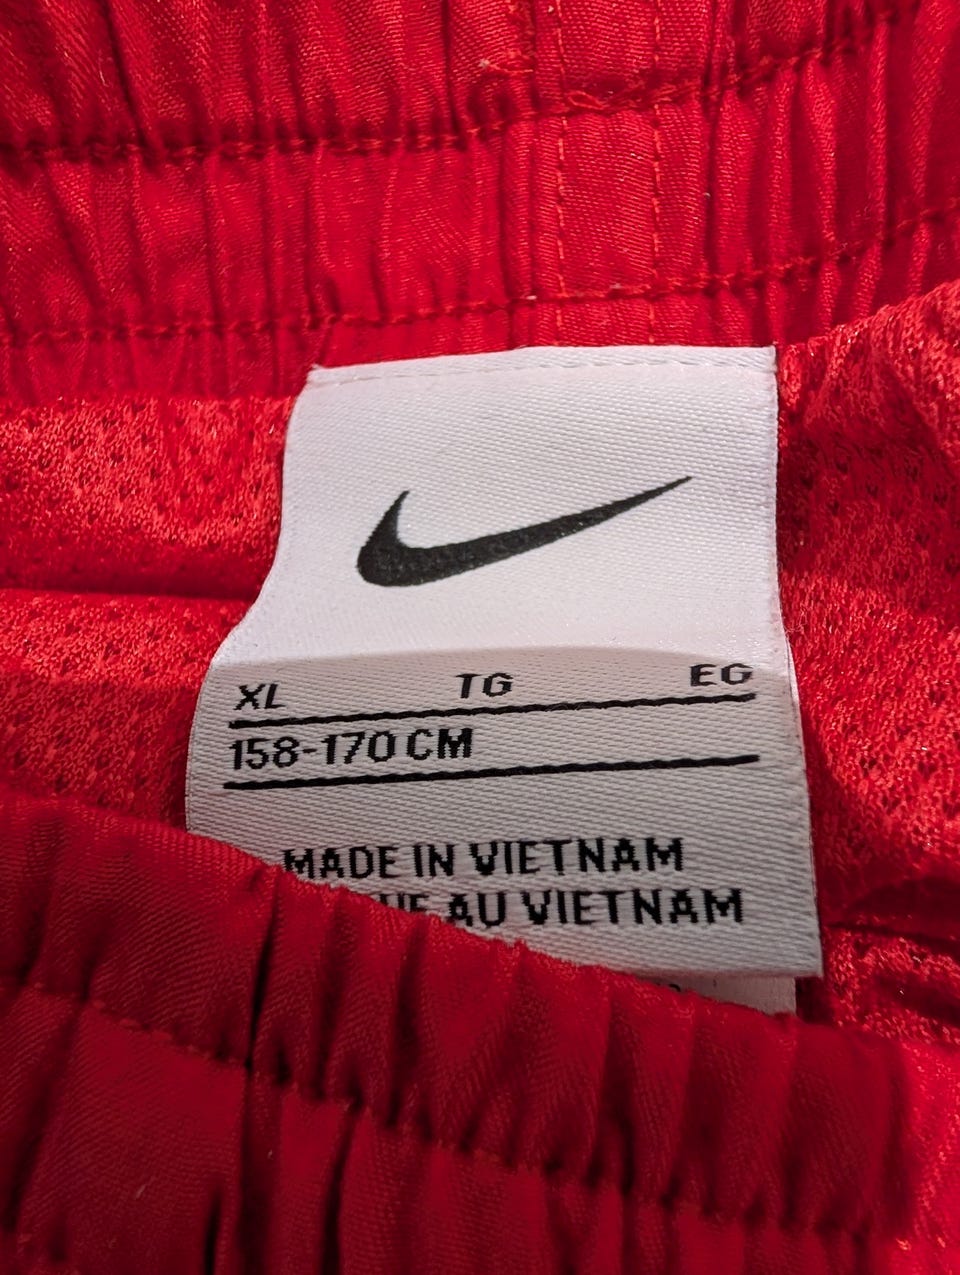 XL TG EG
158-170 CM
MADE IN VIETNAM
AU VIETNAM